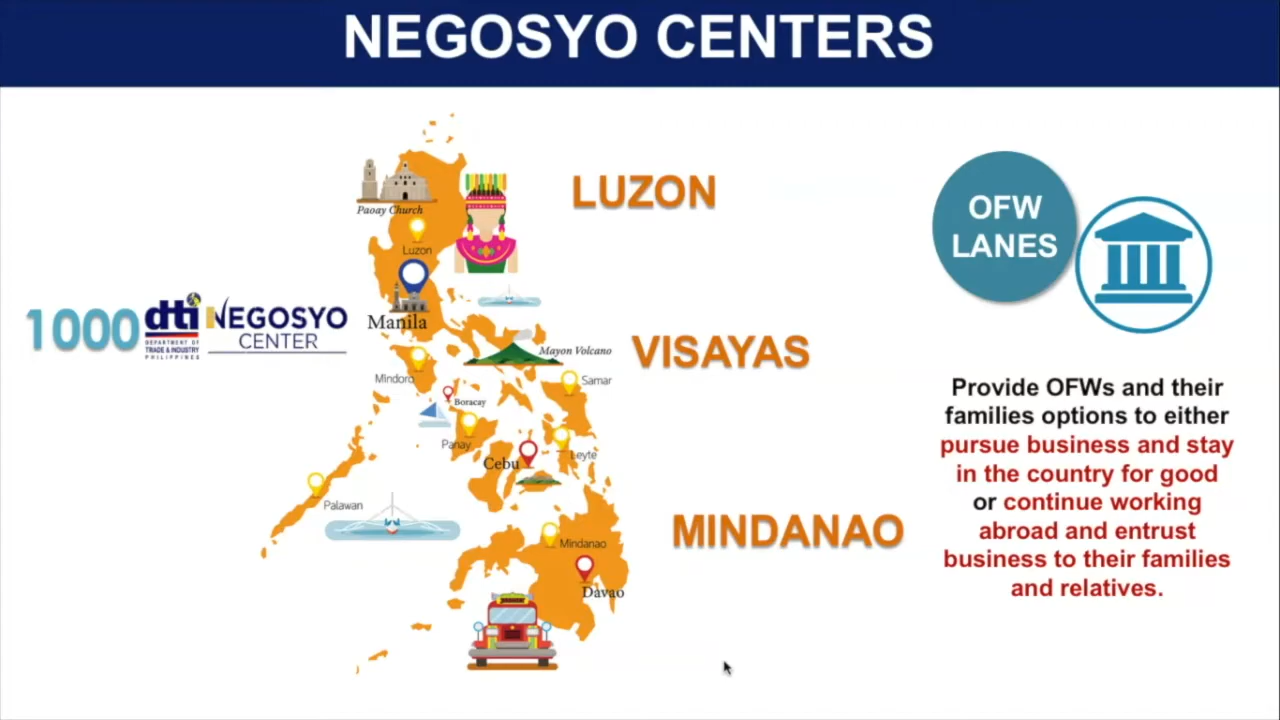 NEGOSYO CENTERS
LUZON
OFW
LANES
Paoay Church
Luzon
1000
dti
DEPARTMENT OF
TRADE & INDUSTRY
PHILIPPINES
NEGOSYO
CENTER
Manila
VISAYAS
Mayon Volcano
Mindoro
Samar
Boracay
Panay
Cebu
Leyte
Palawan
MINDANAO
Mindanao
Davao
Provide OFWs and their
families options to either
pursue business and stay
in the country for good
or continue working
abroad and entrust
business to their families
and relatives.